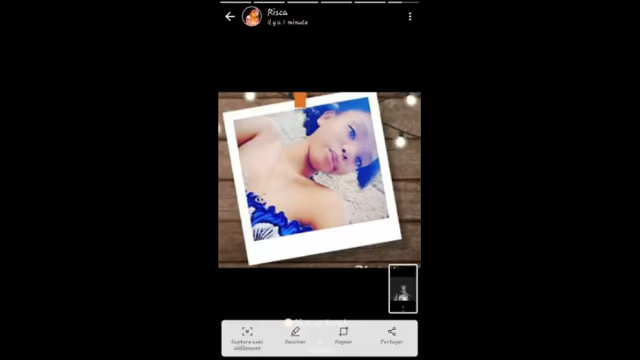 Risca
il y a 1 minute
Capture avec
défilement
Dessiner
Rogner
Partager